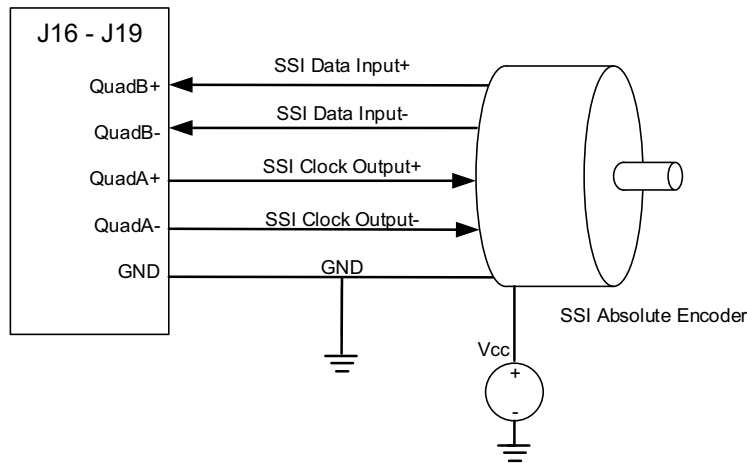 J16 - J19
QuadB+
SSI Data Input+
QuadB-
SSI Data Input-
QuadA+
SSI Clock Output+
QuadA-
SSI Clock Output-
GND
GND
SSI Absolute Encoder
Vcc
+
-